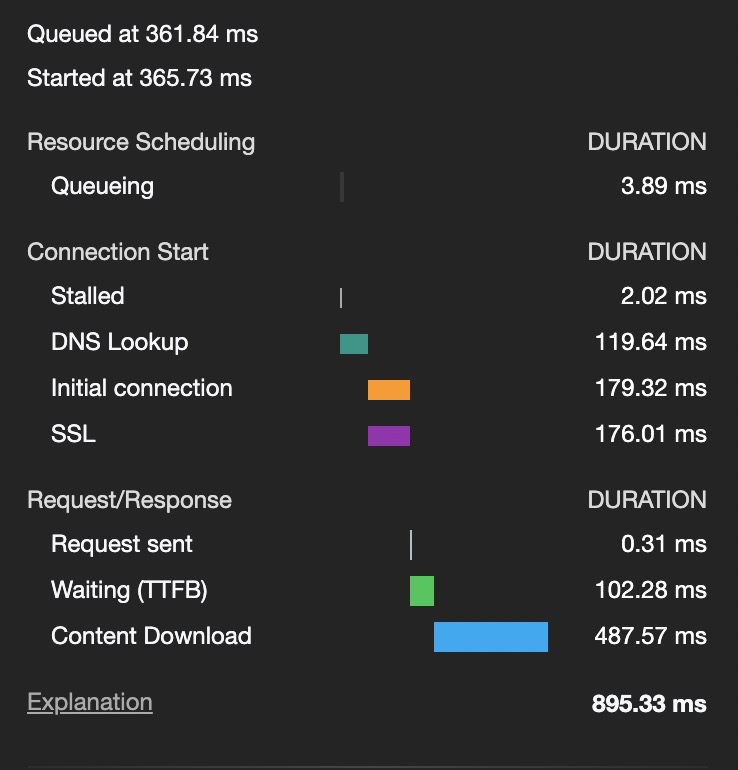 Queued at 361.84 ms
Started at 365.73 ms
Resource Scheduling DURATION
Queueing 3.89 ms
Connection Start DURATION
Stalled 2.02 ms
DNS Lookup 119.64 ms
Initial connection 179.32 ms
SSL 176.01 ms
Request/Response DURATION
Request sent 0.31 ms
Waiting (TTFB) 102.28 ms
Content Download 487.57 ms
Explanation 895.33 ms